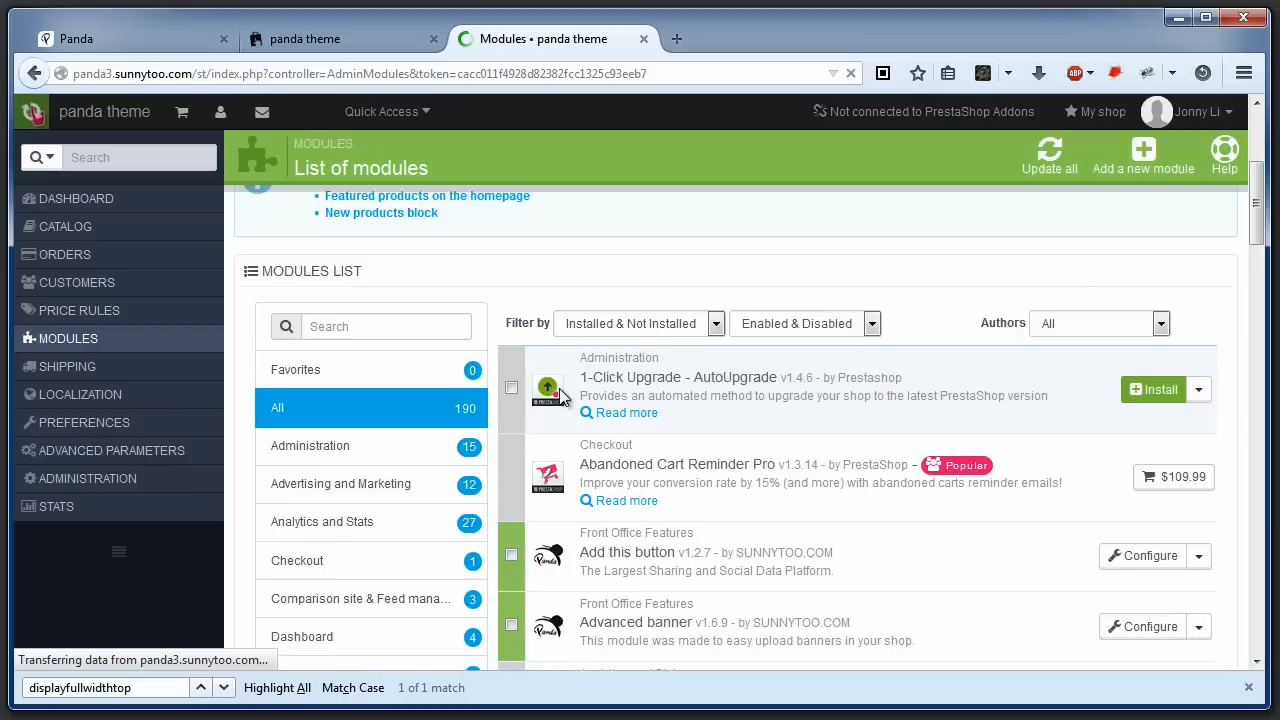 Panda
panda theme
Modules • panda theme
panda3.sunnytoo.com/st/index.php?controller=AdminModules&token=cacc011f4928d82382fcc1325c93eeb7
ABP
panda theme
Quick Access
Not connected to PrestaShop Addons
My shop
Jonny Li
Search
MODULES
List of modules
Update all
Add a new module
Help
DASHBOARD
CATALOG
ORDERS
CUSTOMERS
PRICE RULES
MODULES
SHIPPING
LOCALIZATION
PREFERENCES
ADVANCED PARAMETERS
ADMINISTRATION
STATS
• Featured products on the homepage
• New products block
MODULES LIST
Search
Favorites 0
All 190
Administration 15
Advertising and Marketing 12
Analytics and Stats 27
Checkout 1
Comparison site & Feed mana... 3
Dashboard 4
Filter by Installed & Not Installed Enabled & Disabled Authors All
Administration
1-Click Upgrade - AutoUpgrade v1.4.6 - by Prestashop
Provides an automated method to upgrade your shop to the latest PrestaShop version
Read more
Install
Checkout
Abandoned Cart Reminder Pro v1.3.14 - by PrestaShop - Popular
Improve your conversion rate by 15% (and more) with abandoned carts reminder emails!
Read more
$109.99
Front Office Features
Add this button v1.2.7 - by SUNNYTOO.COM
The Largest Sharing and Social Data Platform.
Configure
Front Office Features
Advanced banner v1.6.9 - by SUNNYTOO.COM
This module was made to easy upload banners in your shop.
Configure
Transferring data from panda3.sunnytoo.com...
displayfullwidthtop
Highlight All Match Case 1 of 1 match